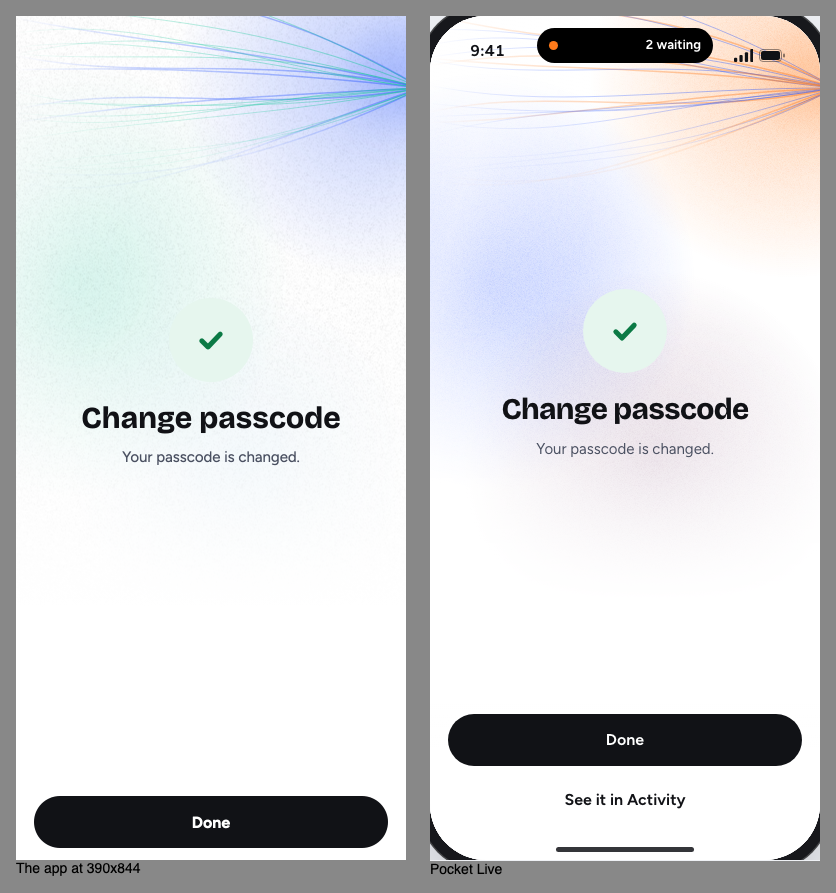 Change passcode
Your passcode is changed.
Done
The app at 390x844
9:41
2 waiting
Change passcode
Your passcode is changed.
Done
See it in Activity
Pocket Live